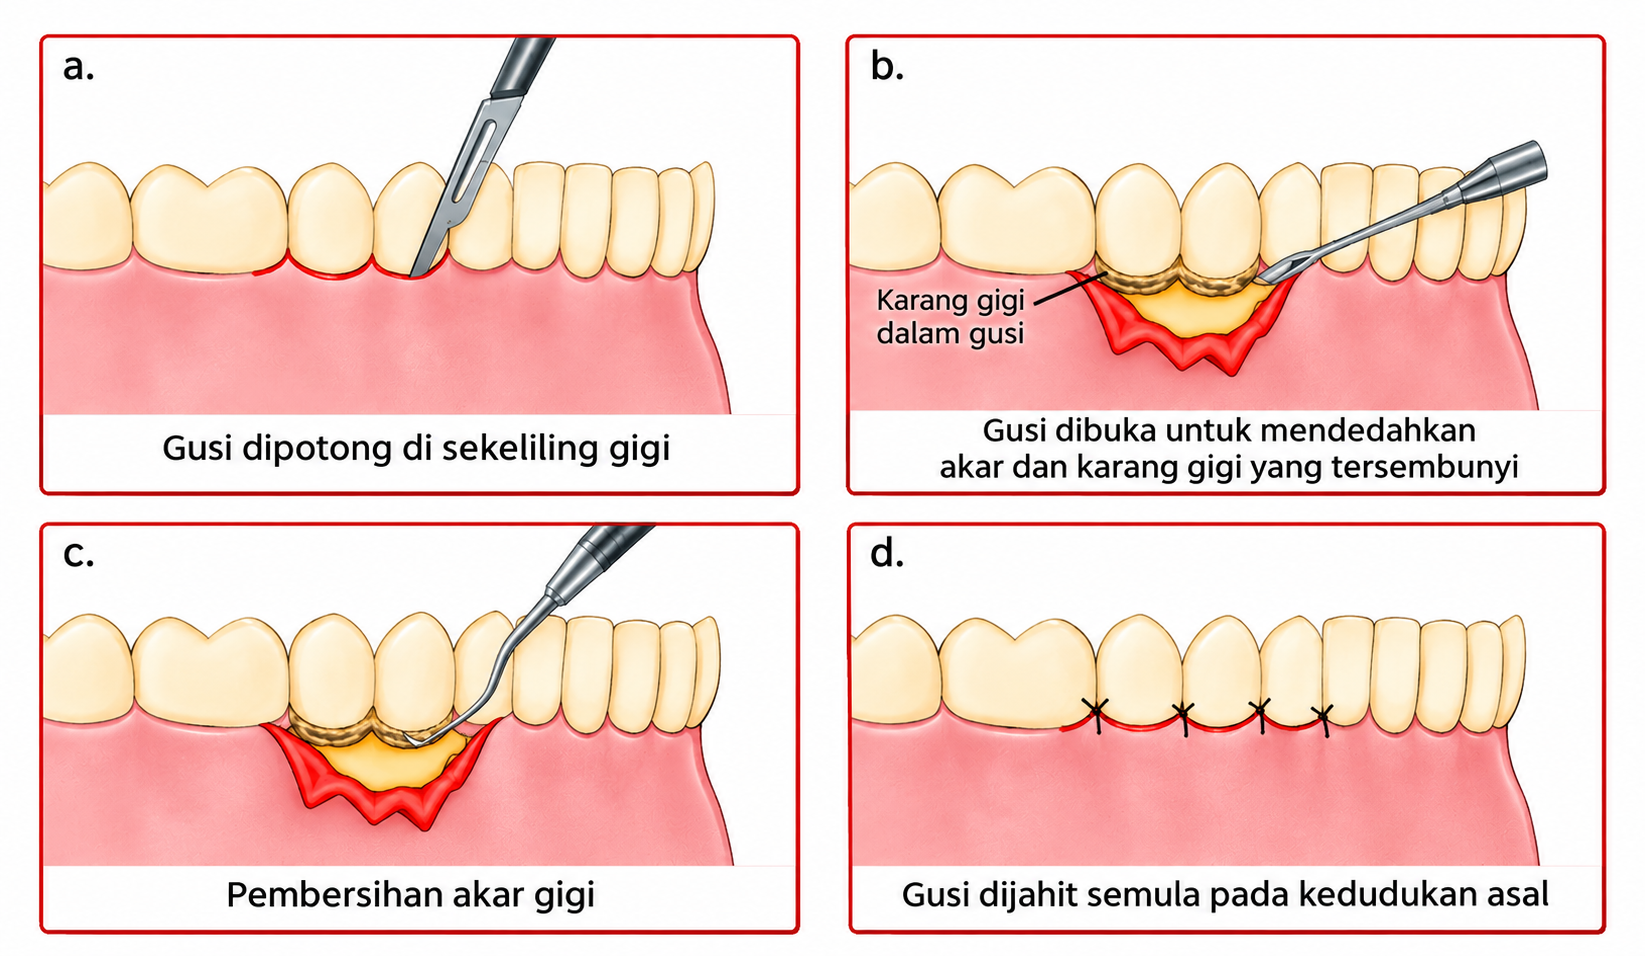 a.
Gusi dipotong di sekeliling gigi
b.
Karang gigi
dalam gusi
Gusi dibuka untuk mendedahkan
akar dan karang gigi yang tersembunyi
c.
Pembersihan akar gigi
d.
Gusi dijahit semula pada kedudukan asal